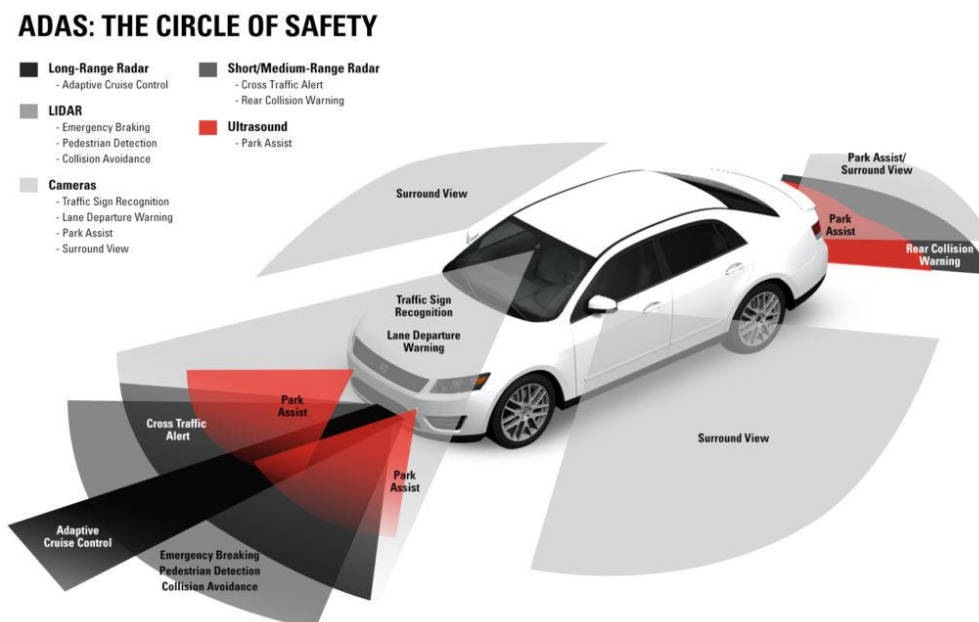 ADAS: THE CIRCLE OF SAFETY
Long-Range Radar
- Adaptive Cruise Control
LIDAR
- Emergency Braking
- Pedestrian Detection
- Collision Avoidance
Cameras
- Traffic Sign Recognition
- Lane Departure Warning
- Park Assist
- Surround View
Short/Medium-Range Radar
- Cross Traffic Alert
- Rear Collision Warning
Ultrasound
- Park Assist
Surround View
Park Assist/
Surround View
Park
Assist
Rear Collision
Warning
Traffic Sign
Recognition
Lane Departure
Warning
Park
Assist
Cross Traffic
Alert
Surround View
Park
Assist
Adaptive
Cruise Control
Emergency Breaking
Pedestrian Detection
Collision Avoidance